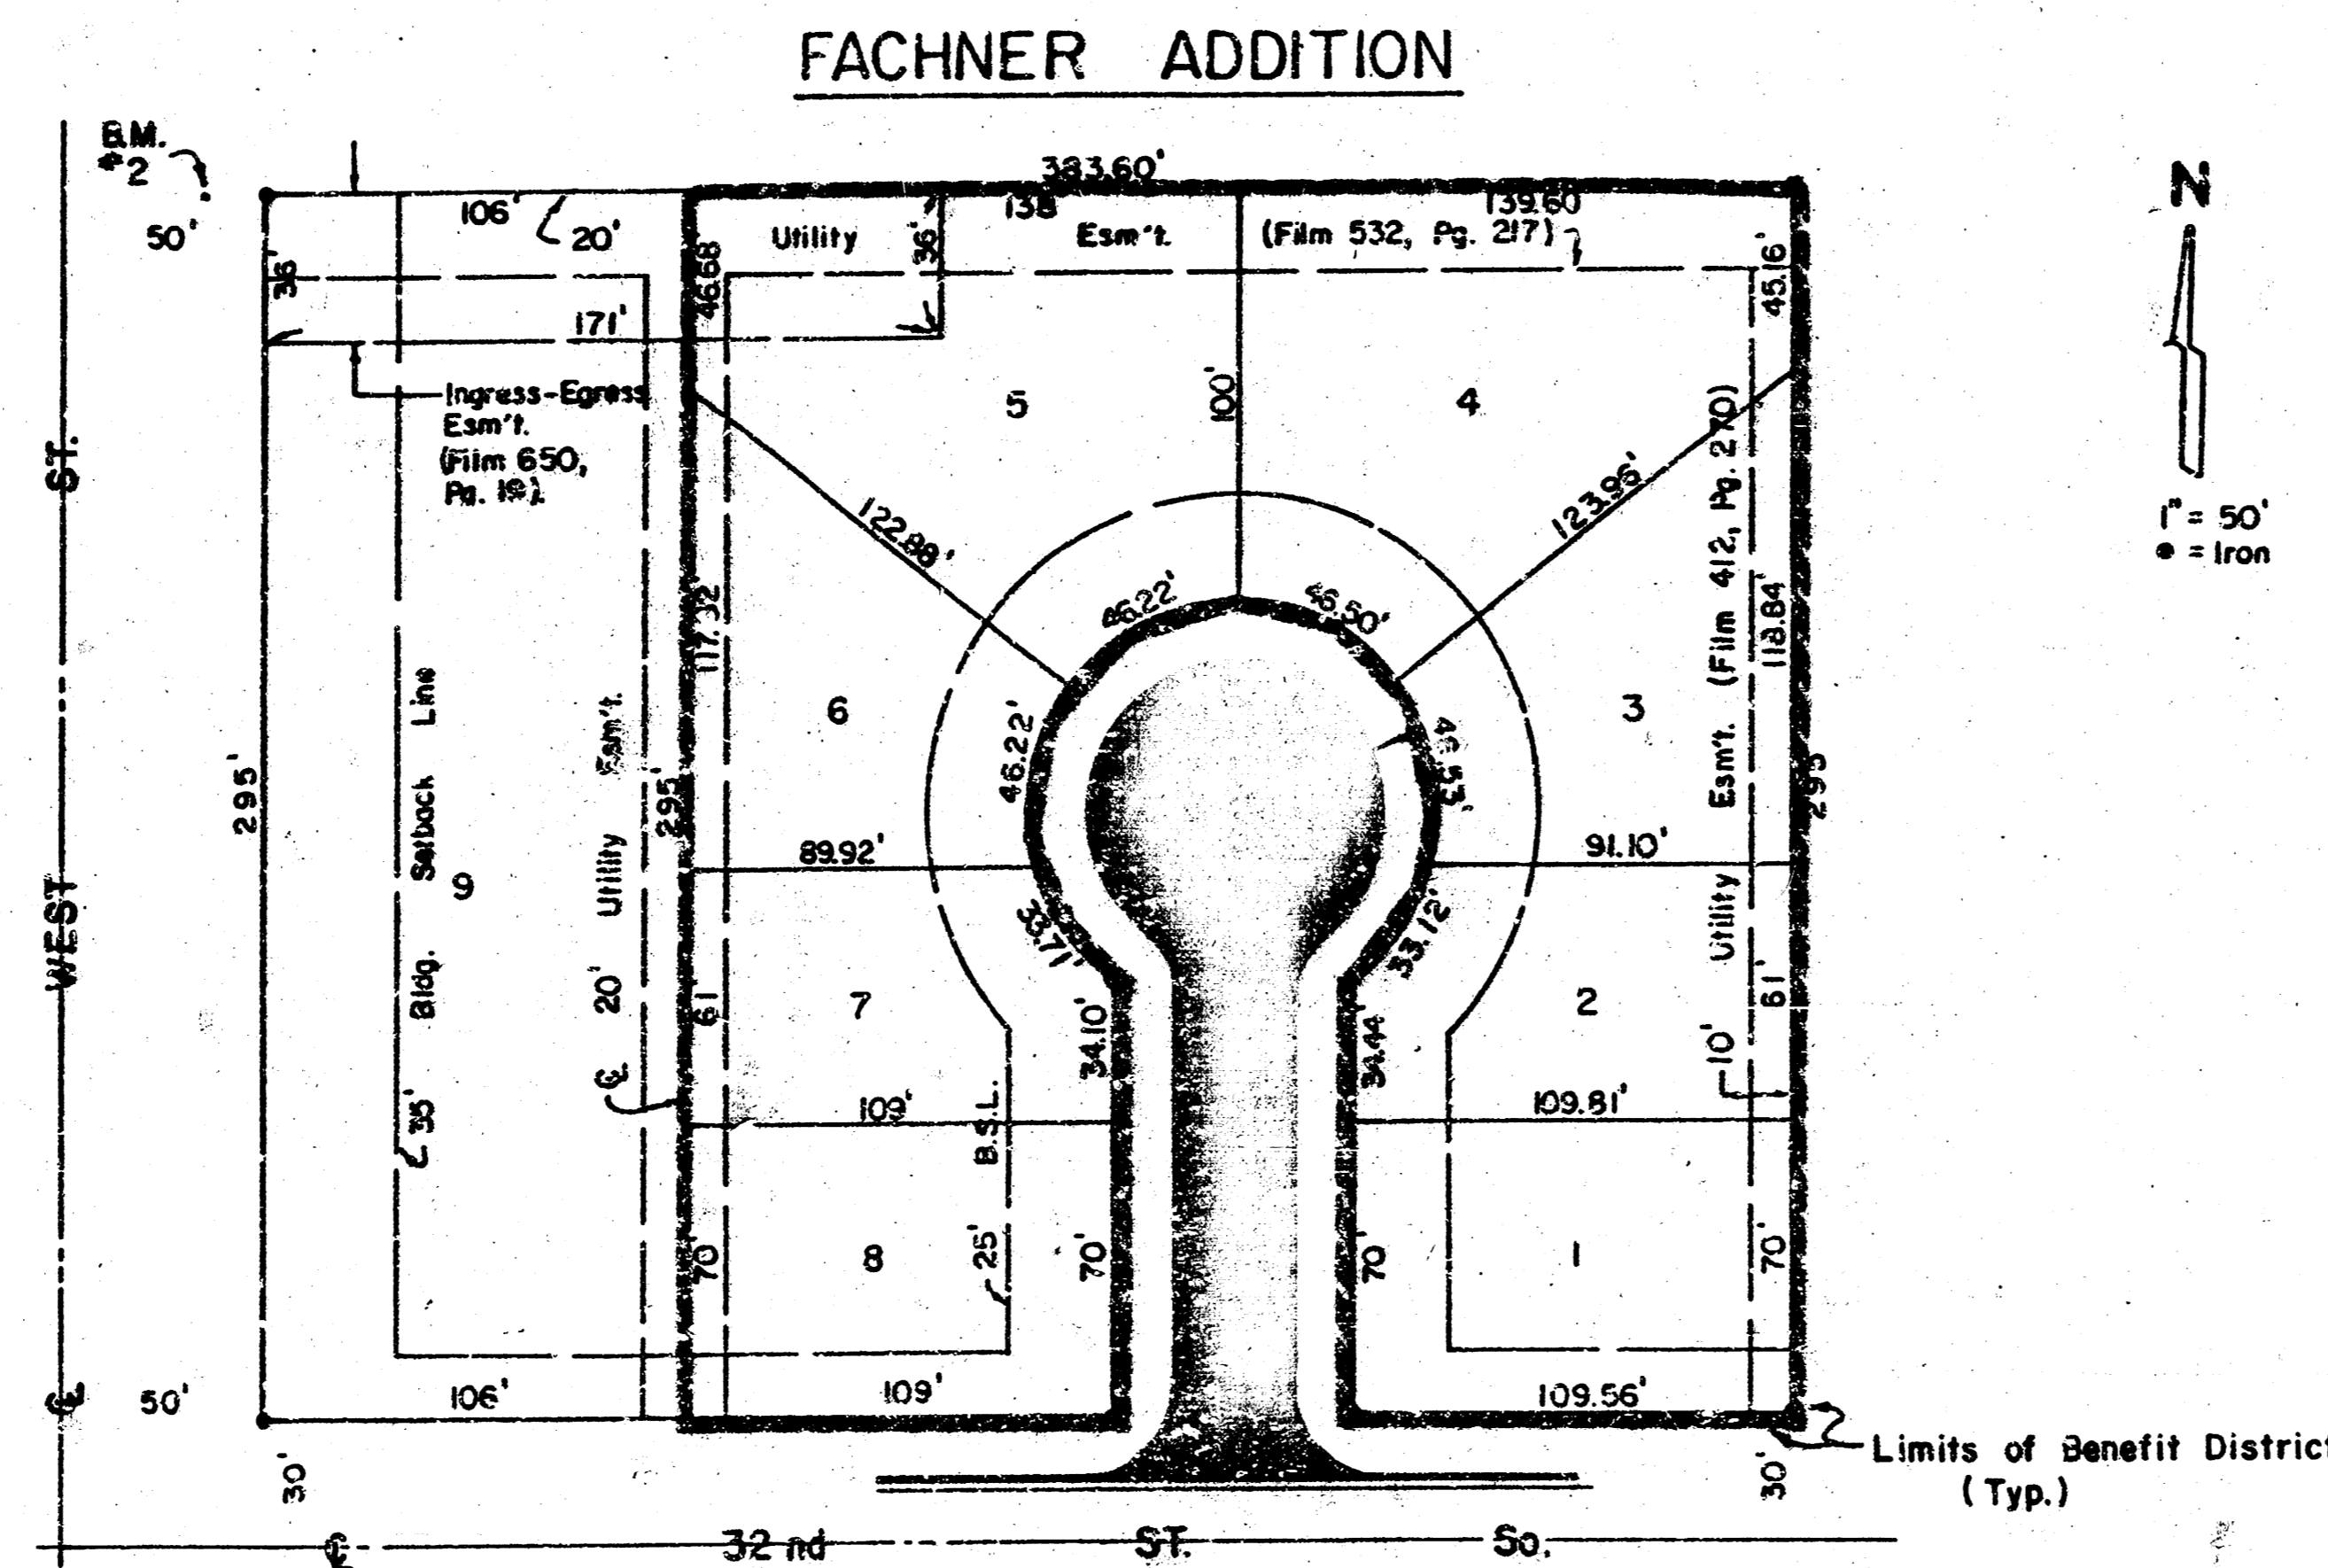 FACHNER ADDITION
B.M.
#2
50'
383.60'
106'
20'
138'
139.60'
N
36'
46.68
Utility Esm't. (Film 532, Pg. 217)
36'
45.16'
171'
Ingress-Egress
Esm't.
(Film 650,
Pg. 19).
5
100'
4
1" = 50'
● = Iron
122.88'
123.96'
WEST ST.
295'
35' Bldg. Setback Line
9
℄ 20' Utility Esm't.
295'
117.32
6
46.22'
46.22'
46.50'
3
10' Utility Esm't. (Film 412, Pg. 270)
118.84'
295'
89.92'
91.10'
33.71'
33.12'
61
7
34.10'
34.44'
2
61'
109'
109.81'
70'
8
25' B.S.L.
70'
70'
1
70'
℄
50'
106'
109'
109.56'
30'
30'
Limits of Benefit District
(Typ.)
℄ 32nd ST. So.